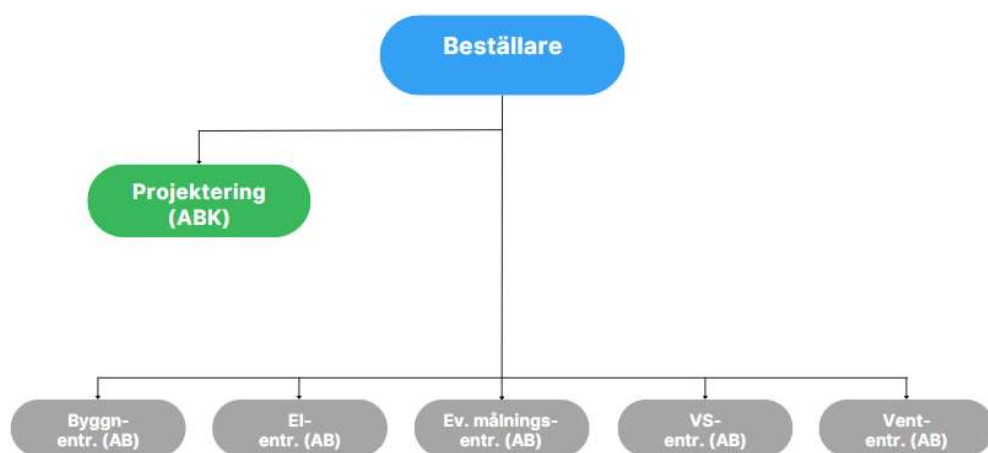 Beställare
Projektering
(ABK)
Byggn-
entr. (AB)
El-
entr. (AB)
Ev. målnings-
entr. (AB)
VS-
entr. (AB)
Vent-
entr. (AB)